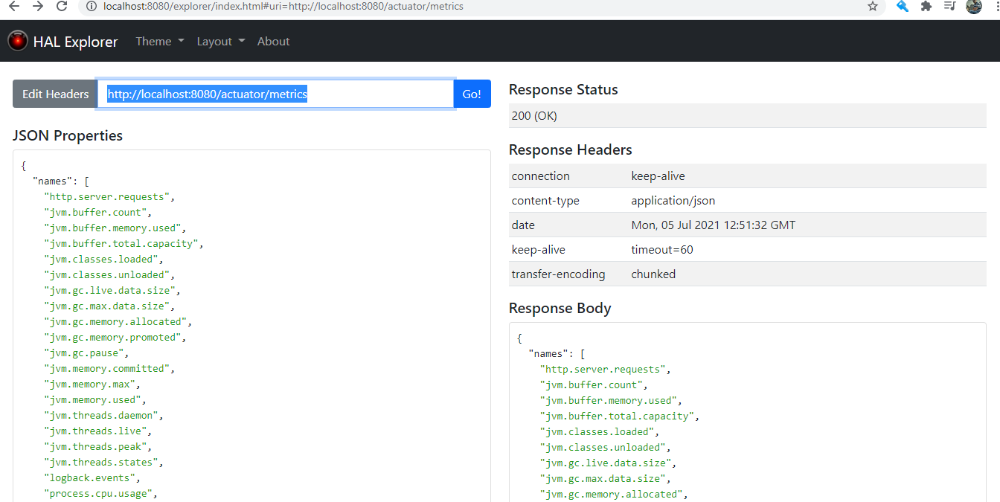 localhost:8080/explorer/index.html#uri=http://localhost:8080/actuator/metrics
HAL Explorer Theme Layout About
Edit Headers http://localhost:8080/actuator/metrics Go!
JSON Properties
{
"names": [
"http.server.requests",
"jvm.buffer.count",
"jvm.buffer.memory.used",
"jvm.buffer.total.capacity",
"jvm.classes.loaded",
"jvm.classes.unloaded",
"jvm.gc.live.data.size",
"jvm.gc.max.data.size",
"jvm.gc.memory.allocated",
"jvm.gc.memory.promoted",
"jvm.gc.pause",
"jvm.memory.committed",
"jvm.memory.max",
"jvm.memory.used",
"jvm.threads.daemon",
"jvm.threads.live",
"jvm.threads.peak",
"jvm.threads.states",
"logback.events",
"process.cpu.usage",
Response Status
200 (OK)
Response Headers
connection keep-alive
content-type application/json
date Mon, 05 Jul 2021 12:51:32 GMT
keep-alive timeout=60
transfer-encoding chunked
Response Body
{
"names": [
"http.server.requests",
"jvm.buffer.count",
"jvm.buffer.memory.used",
"jvm.buffer.total.capacity",
"jvm.classes.loaded",
"jvm.classes.unloaded",
"jvm.gc.live.data.size",
"jvm.gc.max.data.size",
"jvm.gc.memory.allocated",